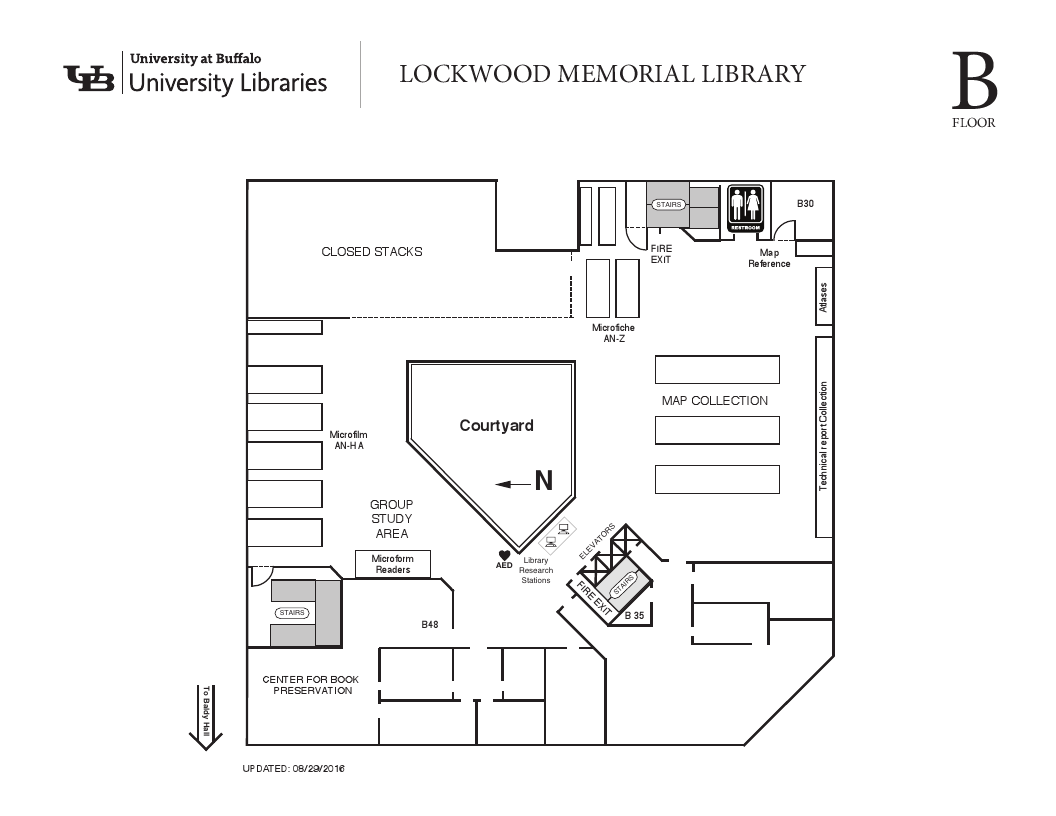 UB
University at Buffalo
University Libraries
LOCKWOOD MEMORIAL LIBRARY
B
FLOOR
STAIRS
RESTROOM
B30
CLOSED STACKS
FIRE
EXIT
Map
Reference
Atlases
Microfiche
AN-Z
MAP COLLECTION
Technical report Collection
Courtyard
Microfilm
AN-H A
N
GROUP
STUDY
AREA
ELEVATORS
Microform
Readers
AED
Library
Research
Stations
STAIRS
FIRE EXIT
STAIRS
B 35
B48
CENTER FOR BOOK
PRESERVATION
To Baldy Hall
UPDATED: 08/29/2016